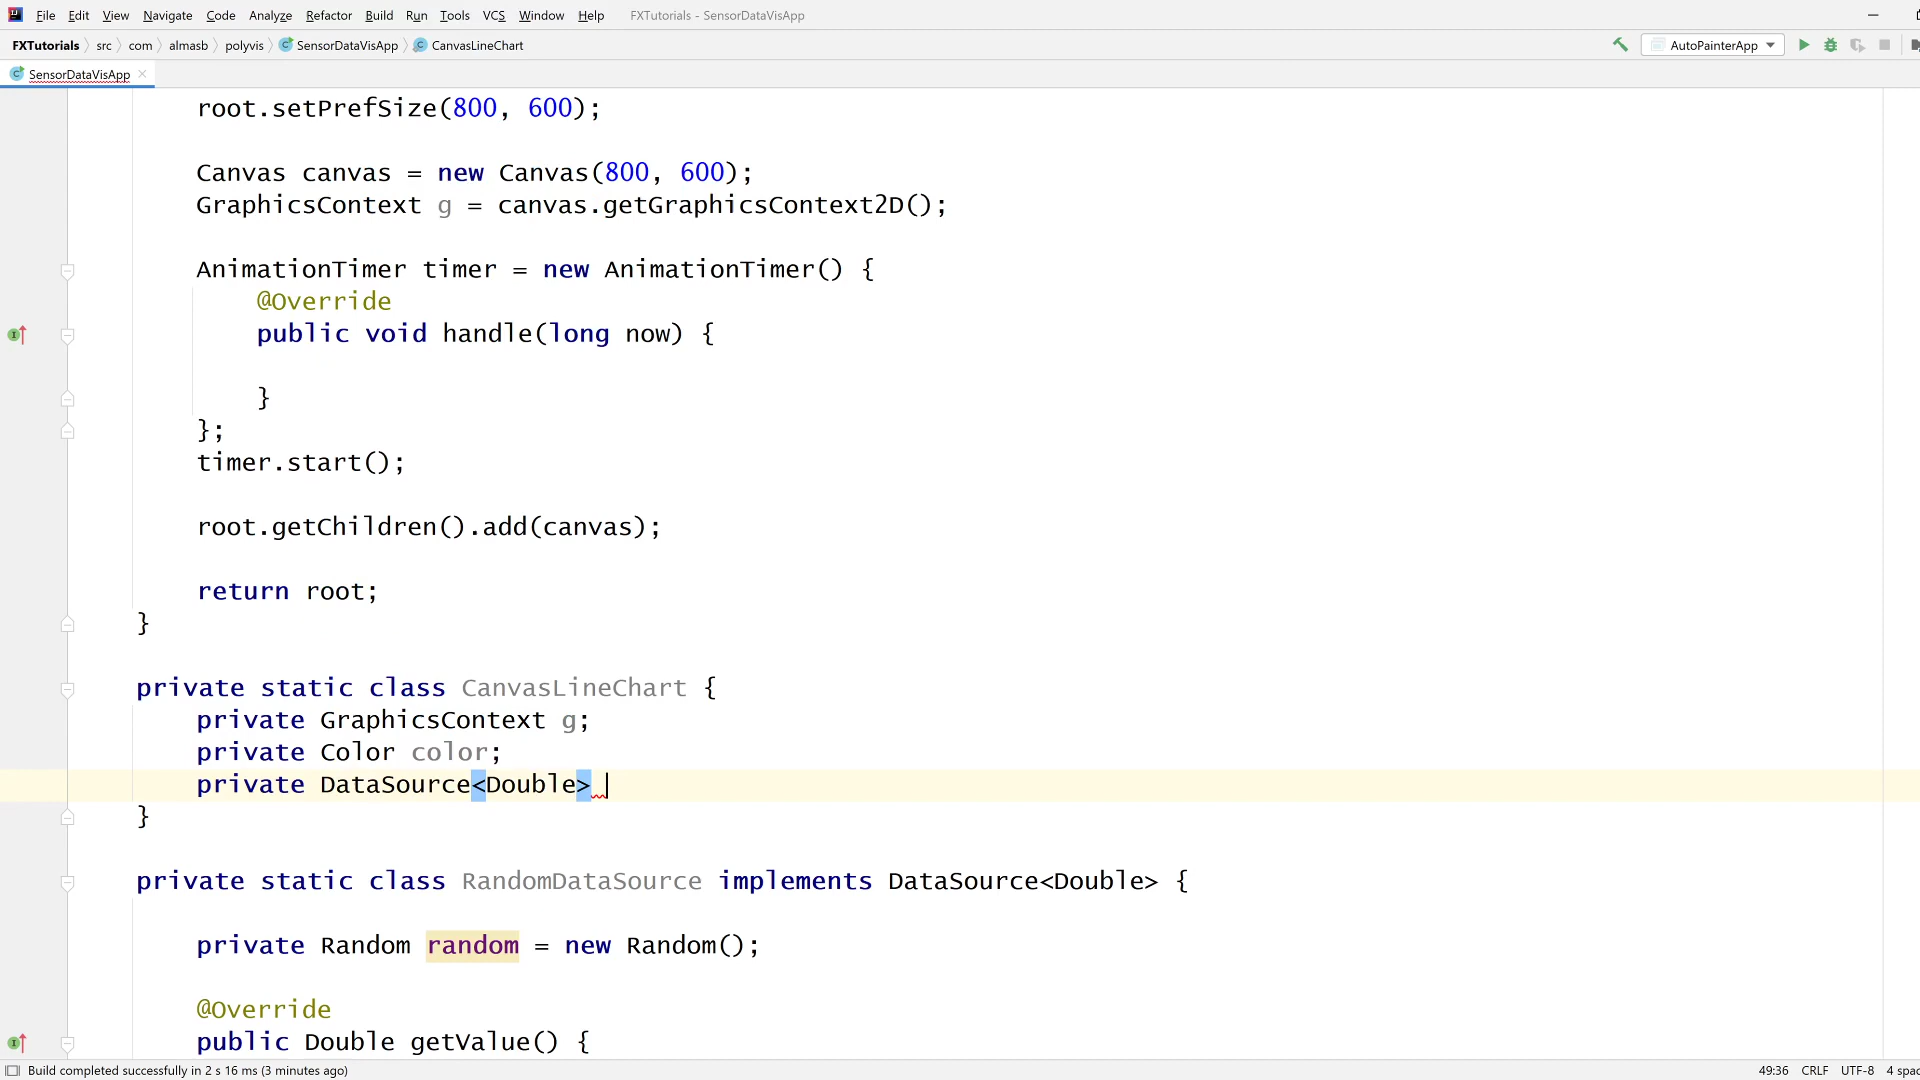 File Edit View Navigate Code Analyze Refactor Build Run Tools VCS Window Help FXTutorials - SensorDataVisApp
FXTutorials src com almasb polyvis SensorDataVisApp CanvasLineChart AutoPainterApp
SensorDataVisApp
root.setPrefSize(800, 600);
Canvas canvas = new Canvas(800, 600);
GraphicsContext g = canvas.getGraphicsContext2D();
AnimationTimer timer = new AnimationTimer() {
@Override
public void handle(long now) {
}
};
timer.start();
root.getChildren().add(canvas);
return root;
}
private static class CanvasLineChart {
private GraphicsContext g;
private Color color;
private DataSource<Double>
}
private static class RandomDataSource implements DataSource<Double> {
private Random random = new Random();
@Override
public Double getValue() {
Build completed successfully in 2 s 16 ms (3 minutes ago) 49:36 CRLF UTF-8 4 spac